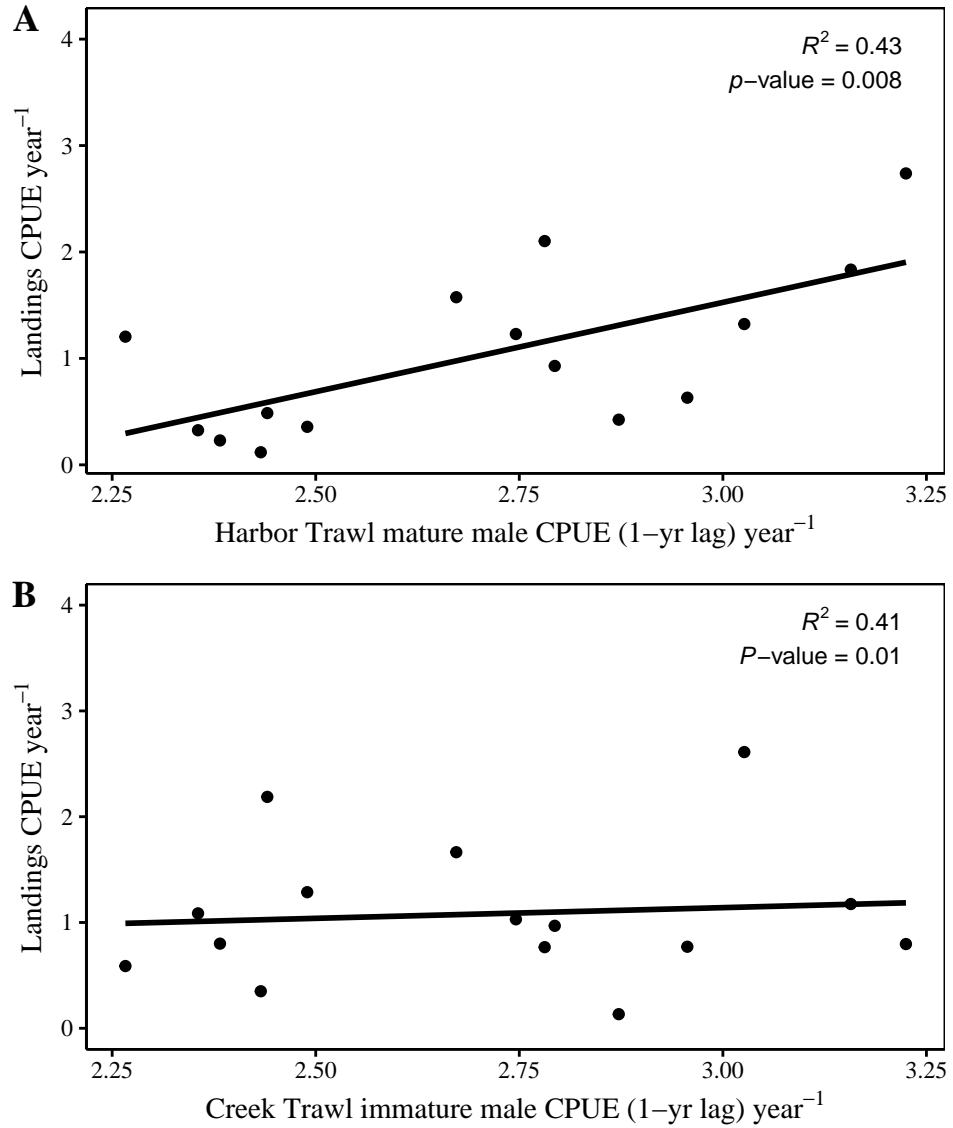 A
R² = 0.43
p−value = 0.008
Landings CPUE year⁻¹
4
3
2
1
0
2.25 2.50 2.75 3.00 3.25
Harbor Trawl mature male CPUE (1−yr lag) year⁻¹
B
R² = 0.41
P−value = 0.01
Landings CPUE year⁻¹
4
3
2
1
0
2.25 2.50 2.75 3.00 3.25
Creek Trawl immature male CPUE (1−yr lag) year⁻¹